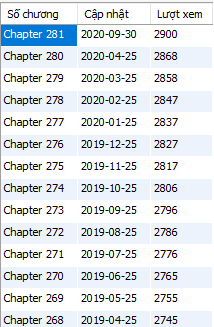 Số chương Cập nhật Lượt xem
Chapter 281 2020-09-30 2900
Chapter 280 2020-04-25 2868
Chapter 279 2020-03-25 2858
Chapter 278 2020-02-25 2847
Chapter 277 2020-01-25 2837
Chapter 276 2019-12-25 2827
Chapter 275 2019-11-25 2817
Chapter 274 2019-10-25 2806
Chapter 273 2019-09-25 2796
Chapter 272 2019-08-25 2786
Chapter 271 2019-07-25 2776
Chapter 270 2019-06-25 2765
Chapter 269 2019-05-25 2755
Chapter 268 2019-04-25 2745